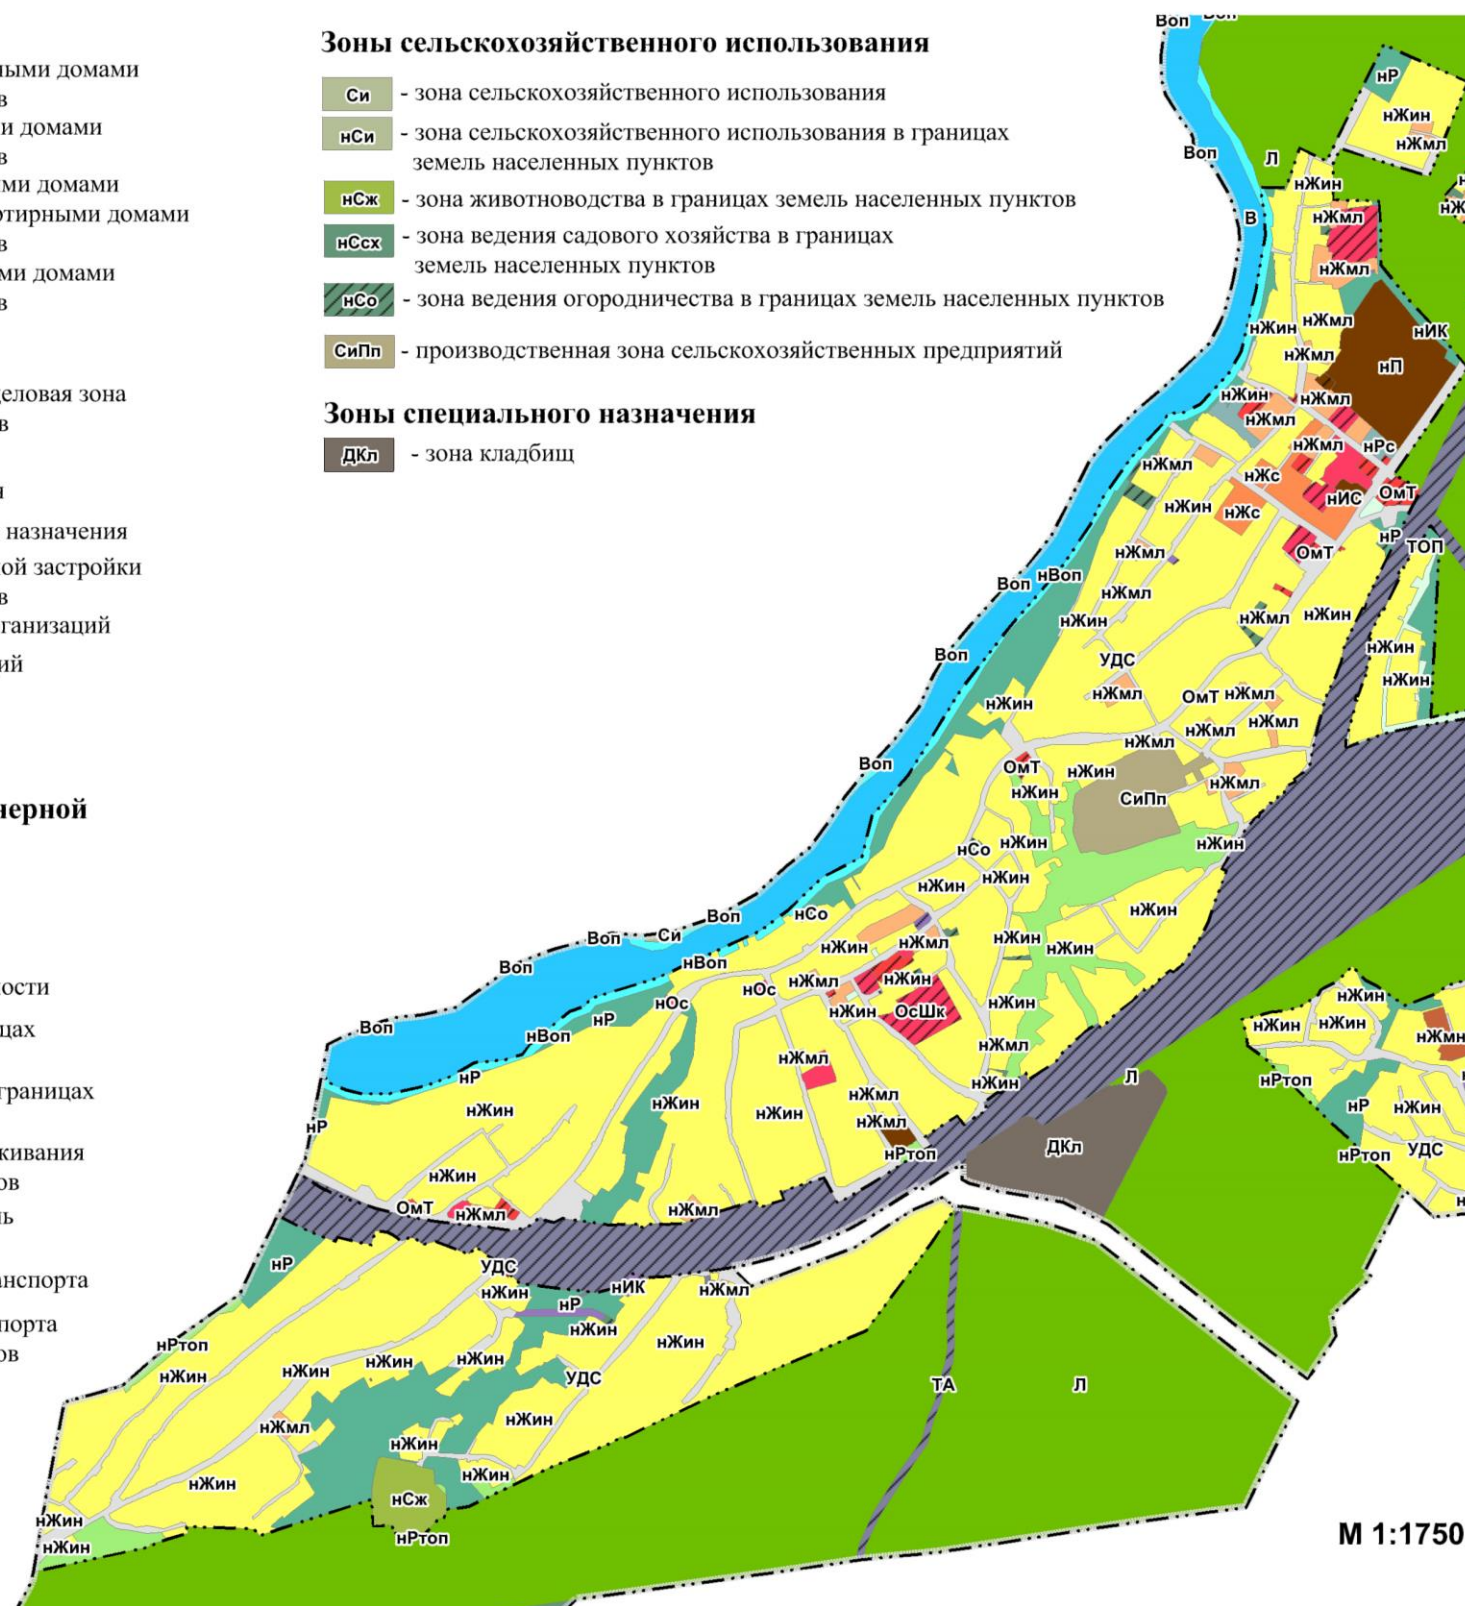 ными домами
в
и домами
в
ими домами
ртирными домами
в
ми домами
в
деловая зона
в
я
назначения
ой застройки
в
ганизаций
ий
нерной
ости
цах
границах
живания
ов
ь
анспорта
порта
ов
Зоны сельскохозяйственного использования
Си - зона сельскохозяйственного использования
нСи - зона сельскохозяйственного использования в границах
земель населенных пунктов
нСж - зона животноводства в границах земель населенных пунктов
нСсх - зона ведения садового хозяйства в границах
земель населенных пунктов
нСо - зона ведения огородничества в границах земель населенных пунктов
СиПп - производственная зона сельскохозяйственных предприятий
Зоны специального назначения
ДКл - зона кладбищ
Воп
нР
нЖин
нЖмл
Воп Л
нЖин
В нЖмл
нЖмл
нЖин нЖмл нИК
нЖмл нП
нЖин нЖмл
нЖмл
нЖмл нРс
нЖмл нЖс
нИС ОмТ
нЖин нЖс
нР ТОП
нЖмл ОмТ
Воп нВоп
нЖмл
нЖин нЖмл нЖин
нЖин
Воп УДС
нЖин
нЖмл ОмТ нЖмл
нЖин
нЖмл нЖмл
нЖмл
Воп ОмТ нЖин
нЖин СиПп нЖмл
нЖин нЖин
нСо
нЖин нЖин
Воп нСо нЖин
Воп Си
нЖин нЖмл нЖин нЖин
Воп нВоп
нЖмл нЖин
нОс нОс нЖин
нЖин ОсШк
нЖин нЖин нЖин
Воп нВоп нР
нЖмн
нЖмл нЖмл
нР нЖин Л нРтоп
нЖмл
нЖин нЖин нЖин нР нЖин
нР нЖмл
ДКл нРтоп УДС
нРтоп
нЖин
ОмТ нЖмл нЖмл
нР УДС
нЖин нИК нЖмл
нР
нЖин нЖин
нРтоп
нЖин нЖин нЖин нЖин
УДС ТА Л
нЖмл нЖин
нЖин
нЖин нЖин
нСж
нЖин нРтоп
нЖин
М 1:1750